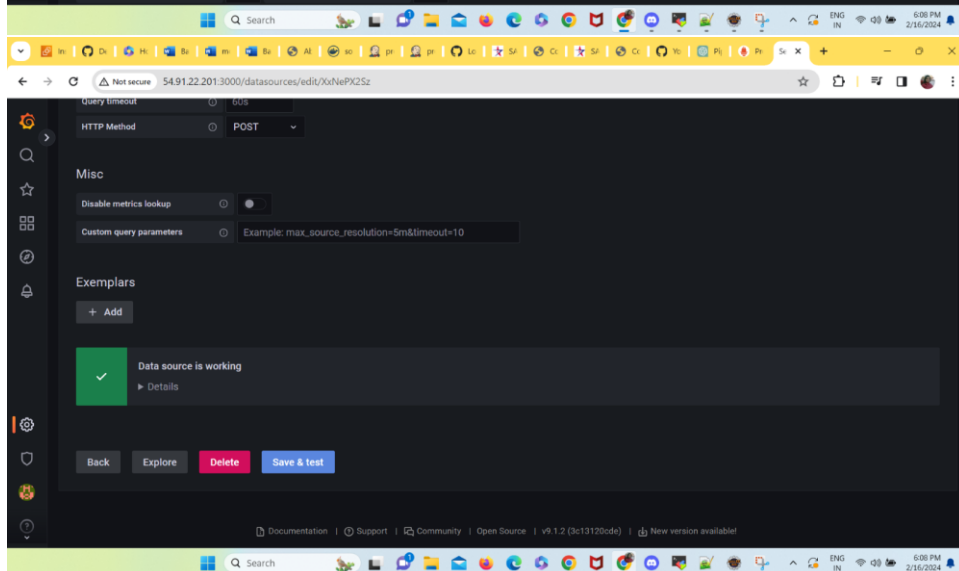 Search
ENG
IN
6:08 PM
2/16/2024
Not secure 54.91.22.201:3000/datasources/edit/XxNePX2Sz
Query timeout 60s
HTTP Method POST
Misc
Disable metrics lookup
Custom query parameters Example: max_source_resolution=5m&timeout=10
Exemplars
+ Add
Data source is working
Details
Back Explore Delete Save & test
Documentation | Support | Community | Open Source | v9.1.2 (3c13120cde) | New version available!
Search
ENG
IN
6:08 PM
2/16/2024